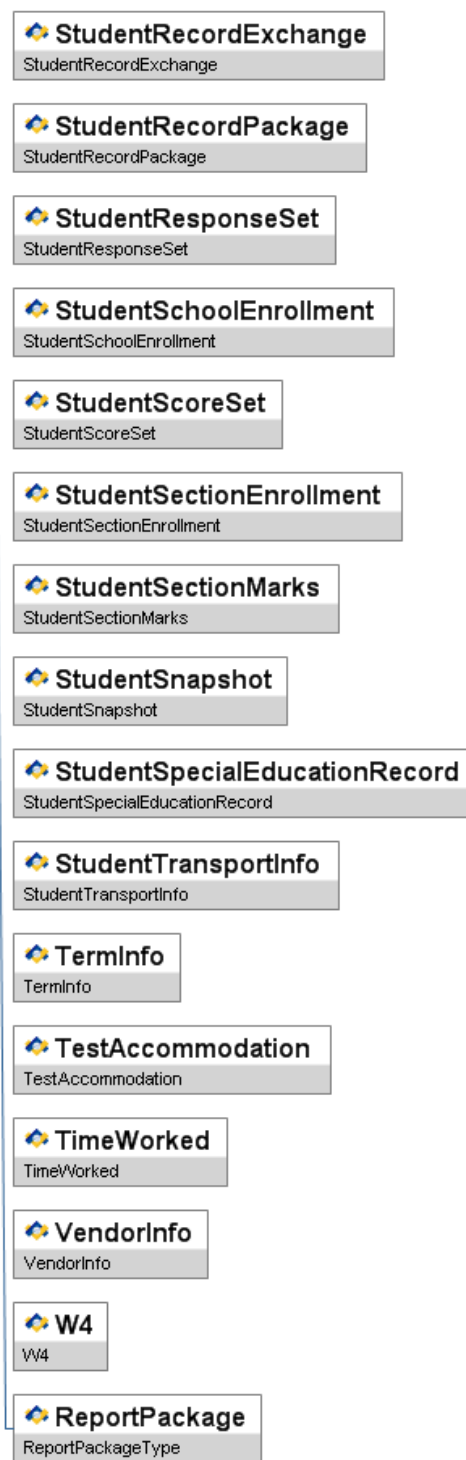 StudentRecordExchange
StudentRecordExchange
StudentRecordPackage
StudentRecordPackage
StudentResponseSet
StudentResponseSet
StudentSchoolEnrollment
StudentSchoolEnrollment
StudentScoreSet
StudentScoreSet
StudentSectionEnrollment
StudentSectionEnrollment
StudentSectionMarks
StudentSectionMarks
StudentSnapshot
StudentSnapshot
StudentSpecialEducationRecord
StudentSpecialEducationRecord
StudentTransportInfo
StudentTransportInfo
TermInfo
TermInfo
TestAccommodation
TestAccommodation
TimeWorked
TimeWorked
VendorInfo
VendorInfo
W4
W4
ReportPackage
ReportPackageType